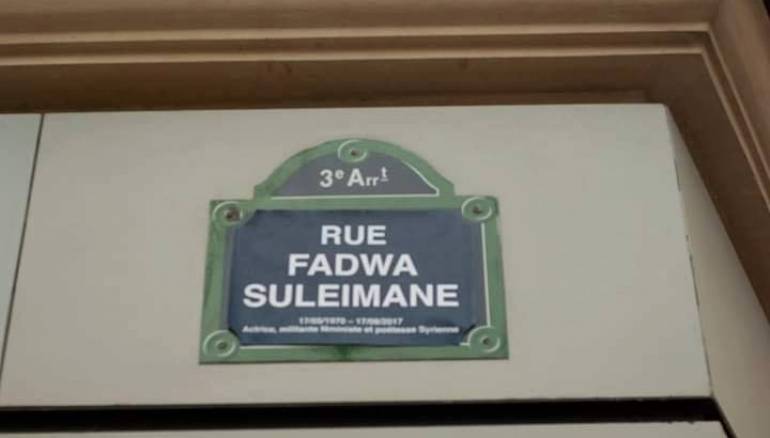 3e Arrt
RUE
FADWA
SULEIMANE
17/05/1970 – 17/08/2017
Actrice, militante féministe et poétesse Syrienne